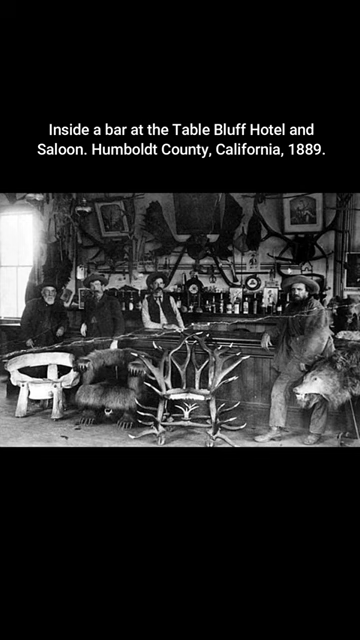 Inside a bar at the Table Bluff Hotel and
Saloon. Humboldt County, California, 1889.